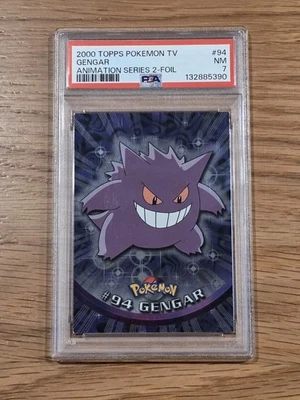 2000 TOPPS POKEMON TV #94
GENGAR NM
ANIMATION SERIES 2-FOIL 7
PSA 132885390
POKéMON
#94 GENGAR